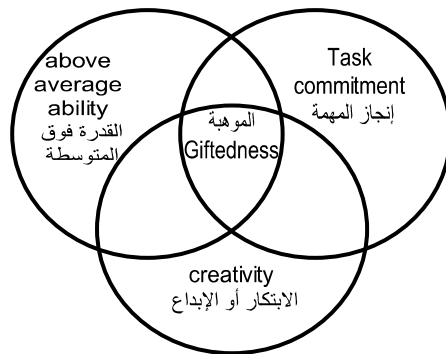 above
average
ability
القدرة فوق
المتوسطة
Task
commitment
إنجاز المهمة
الموهبة
Giftedness
creativity
الابتكار أو الإبداع